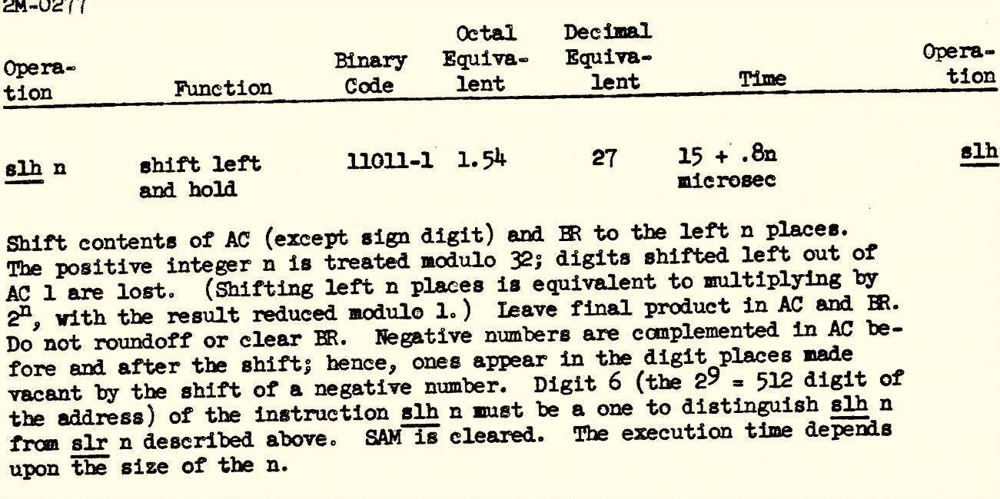 2M-0277
Opera- Function Binary Code Octal Equiva- lent Decimal Equiva- lent Time Opera-
tion tion
slh n shift left 11011-1 1.54 27 15 + .8n slh
and hold microsec
Shift contents of AC (except sign digit) and BR to the left n places.
The positive integer n is treated modulo 32; digits shifted left out of
AC 1 are lost. (Shifting left n places is equivalent to multiplying by
2ⁿ, with the result reduced modulo 1.) Leave final product in AC and BR.
Do not roundoff or clear BR. Negative numbers are complemented in AC be-
fore and after the shift; hence, ones appear in the digit places made
vacant by the shift of a negative number. Digit 6 (the 2⁹ = 512 digit of
the address) of the instruction slh n must be a one to distinguish slh n
from slr n described above. SAM is cleared. The execution time depends
upon the size of the n.